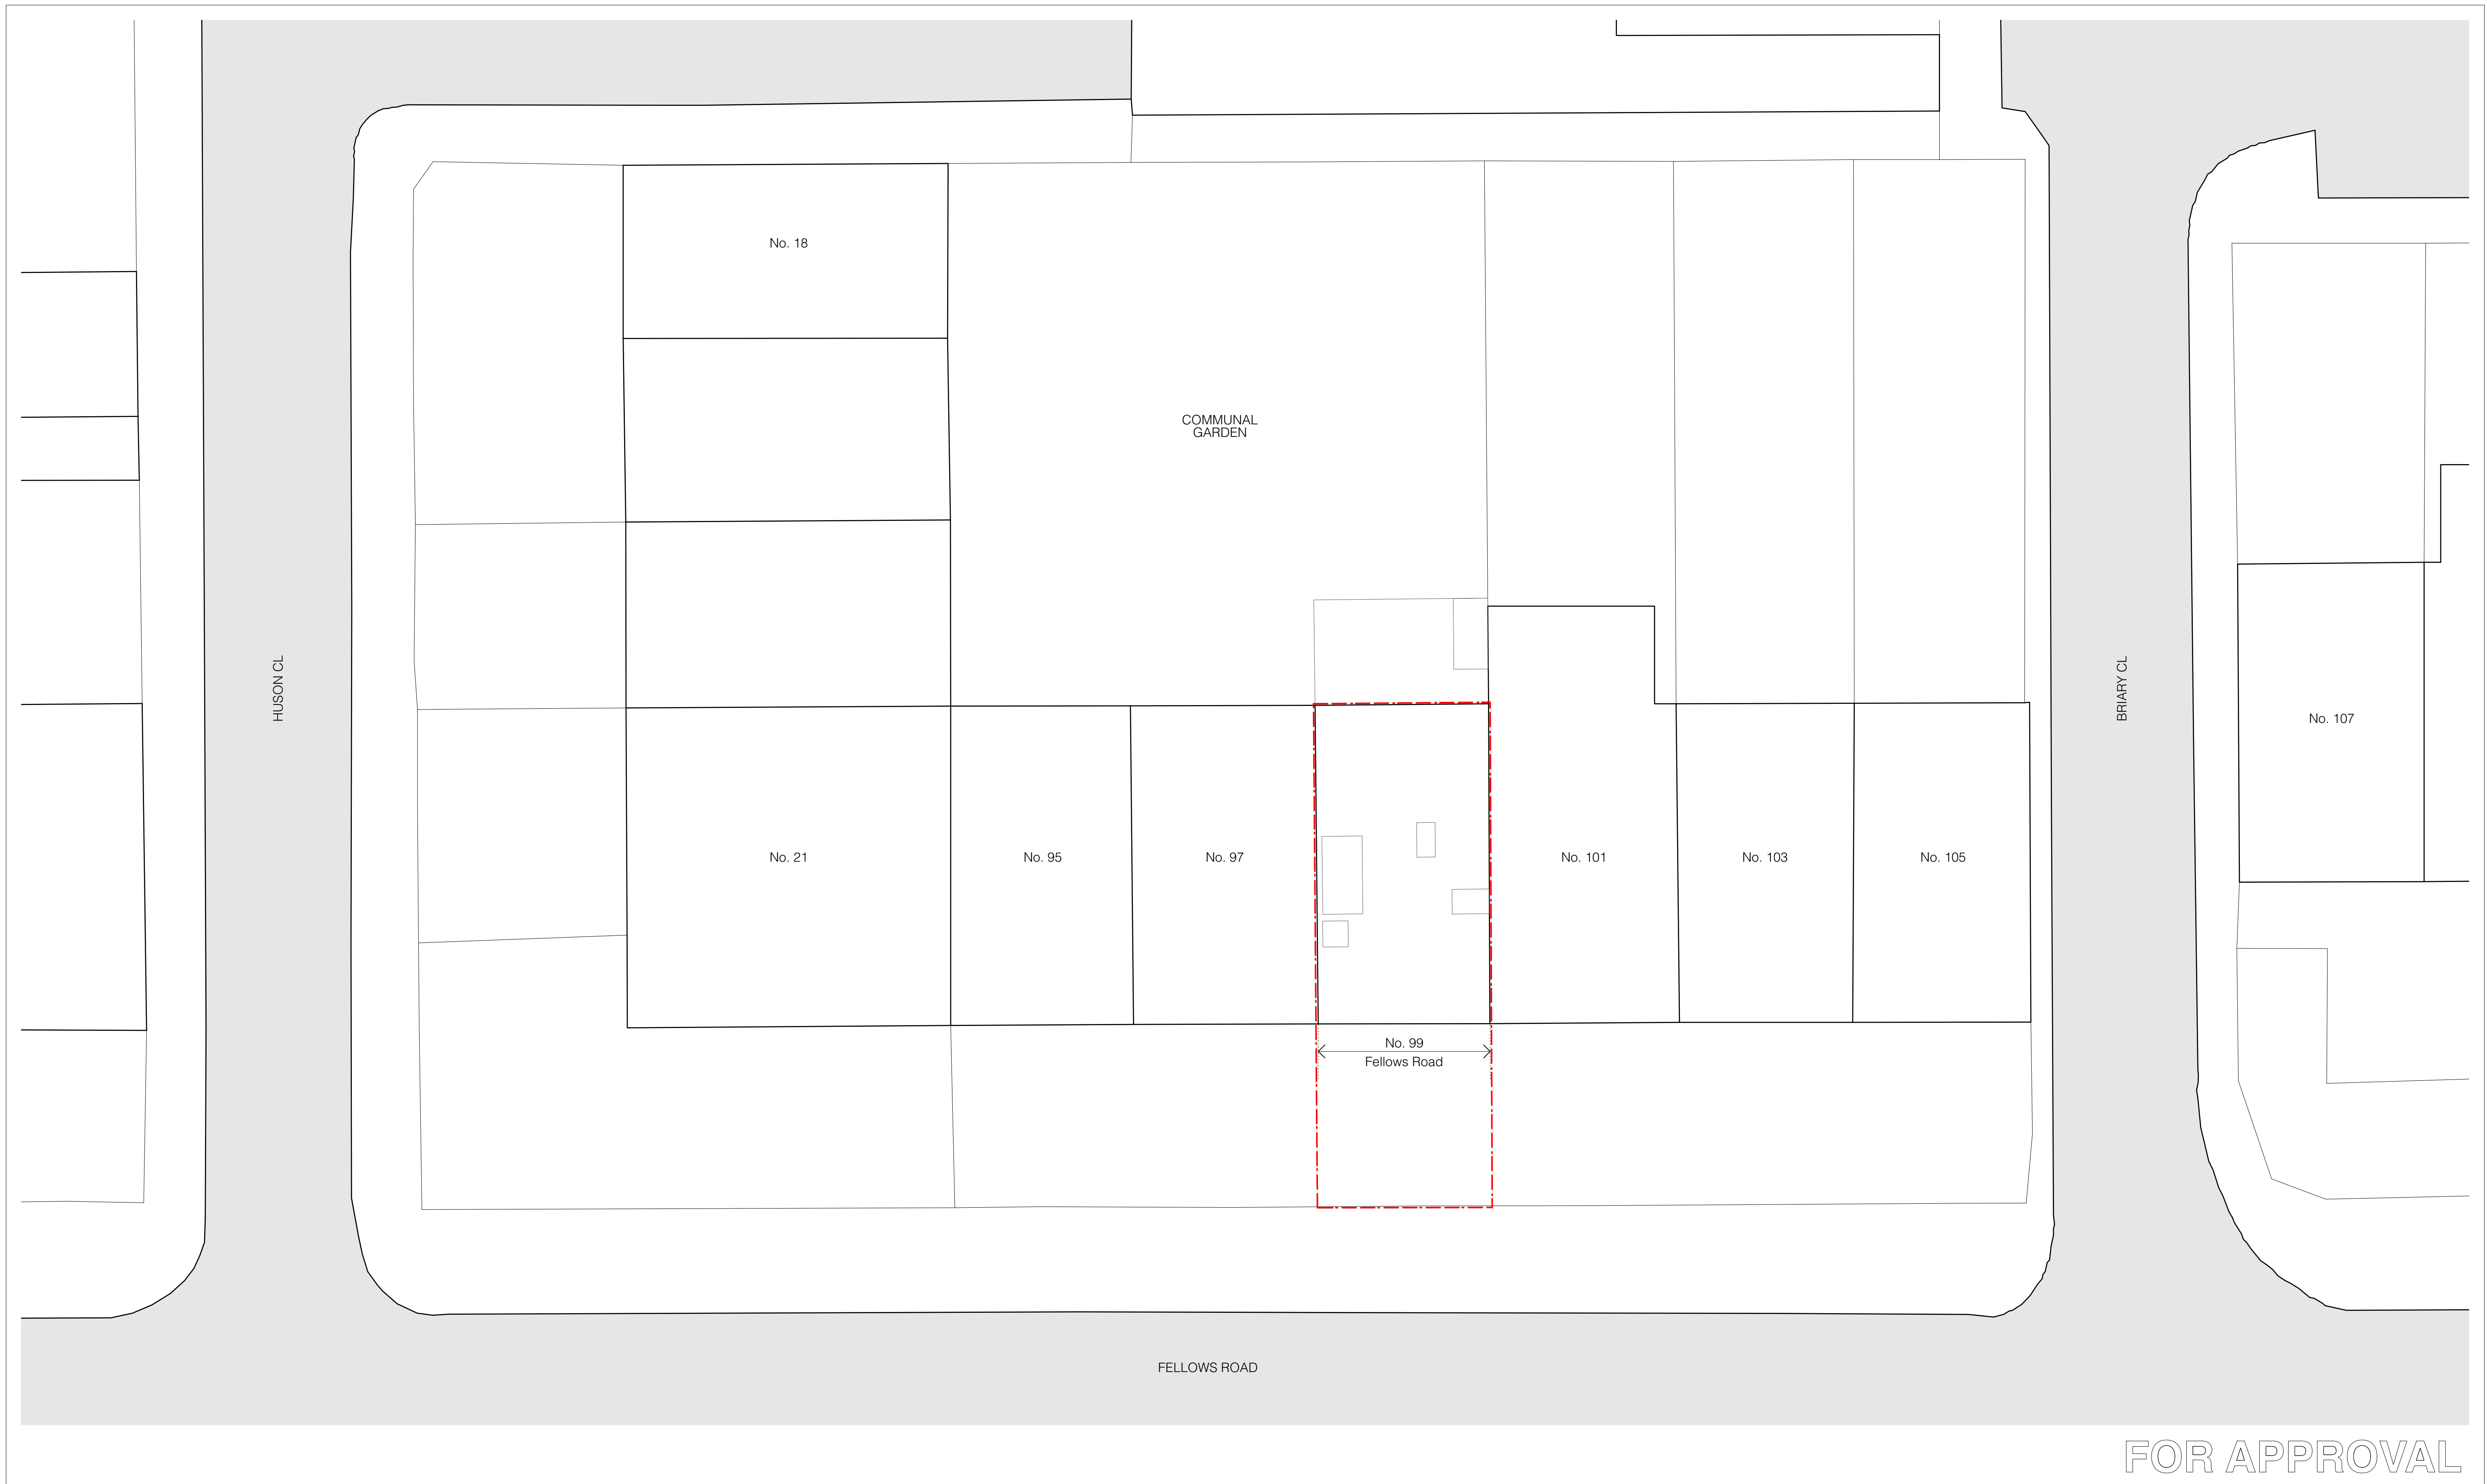 No. 18
COMMUNAL
GARDEN
HUSON CL
BRIARY CL
No. 107
No. 21
No. 95
No. 97
No. 101
No. 103
No. 105
No. 99
Fellows Road
FELLOWS ROAD
FOR APPROVAL